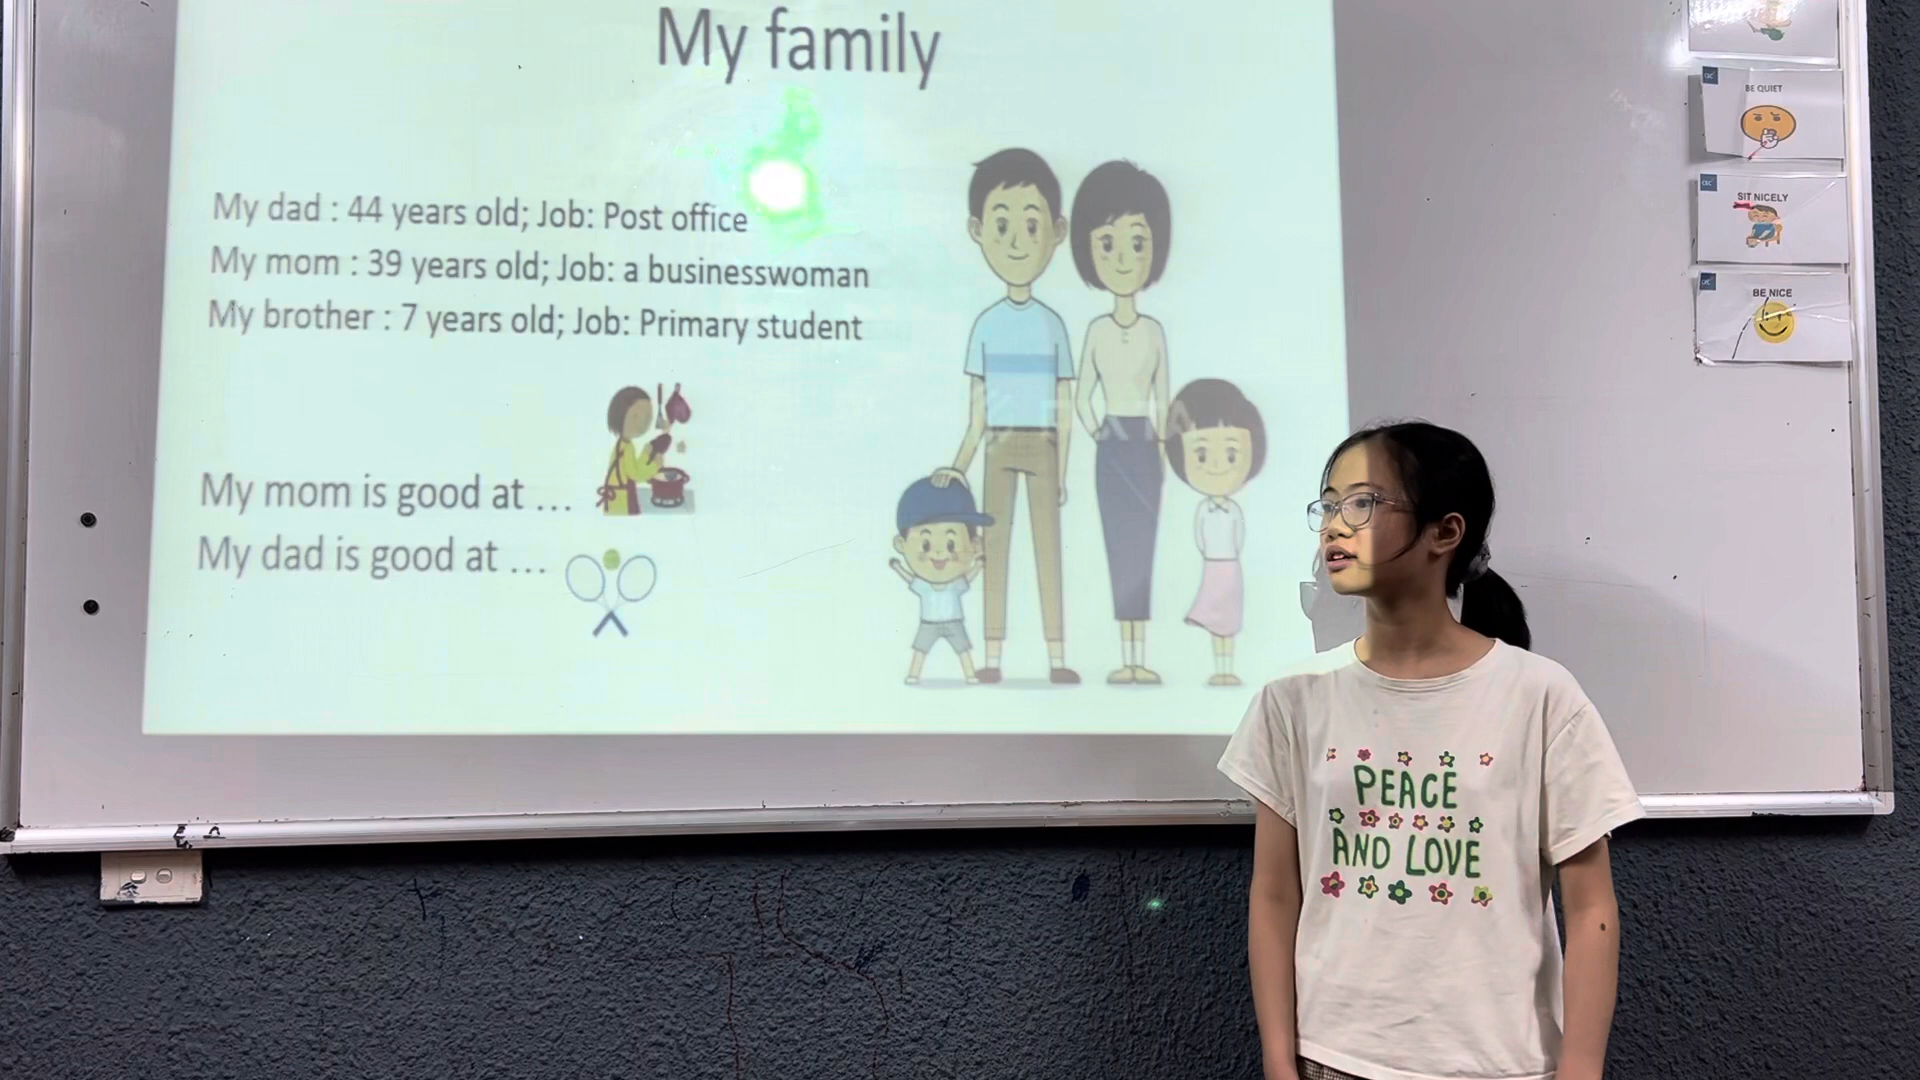 My family
My dad : 44 years old; Job: Post office
My mom : 39 years old; Job: a businesswoman
My brother : 7 years old; Job: Primary student
My mom is good at ...
My dad is good at ...
BE QUIET
SIT NICELY
BE NICE
PEACE
AND LOVE